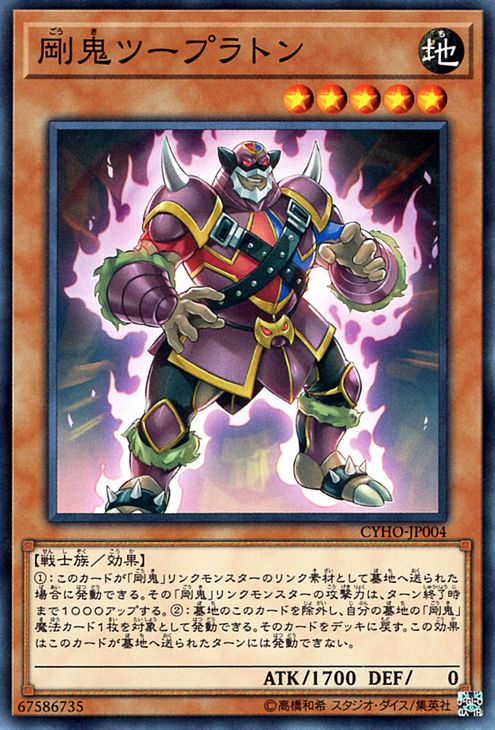 剛鬼ツープラトン
地
CYHO-JP004
【戦士族／効果】
①：このカードが「剛鬼」リンクモンスターのリンク素材として墓地へ送られた
場合に発動できる。その「剛鬼」リンクモンスターの攻撃力は、ターン終了時
まで１０００アップする。②：墓地のこのカードを除外し、自分の墓地の「剛鬼」
魔法カード１枚を対象として発動できる。そのカードをデッキに戻す。この効果
はこのカードが墓地へ送られたターンには発動できない。
ATK/1700 DEF/ 0
67586735
©高橋和希 スタジオ・ダイス/集英社